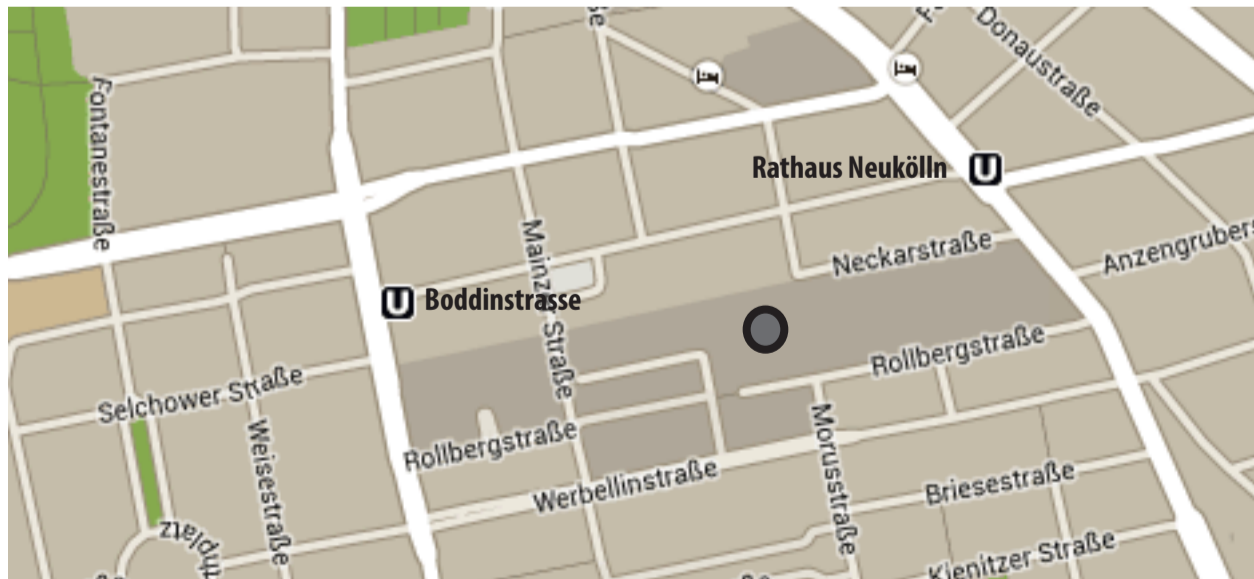 Donaustraße
Fontanestraße
U
Rathaus Neukölln
Mainzer Straße
Neckarstraße
Anzengrubers
U
Boddinstrasse
Rollbergstraße
Selchower Straße
Weisestraße
Rollbergstraße
Morusstraße
Werbellinstraße
Briesestraße
Kienitzer Straße